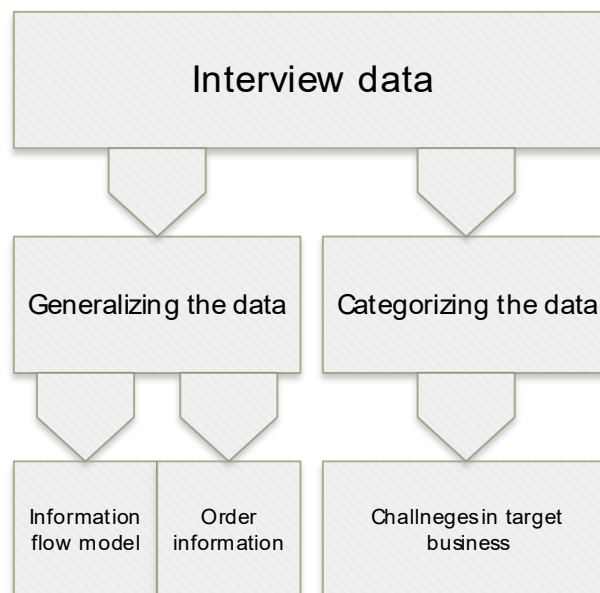 Interview data
Generalizing the data
Categorizing the data
Information
flow model
Order
information
Challnegesin target
business